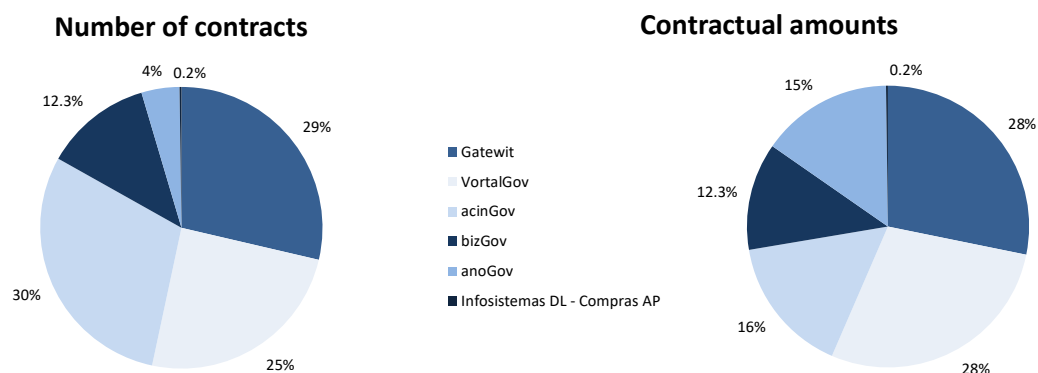 Number of contracts
4%
0.2%
12.3%
29%
30%
25%
Gatewit
VortalGov
acinGov
bizGov
anoGov
Infosistemas DL - Compras AP
Contractual amounts
0.2%
15%
28%
12.3%
16%
28%